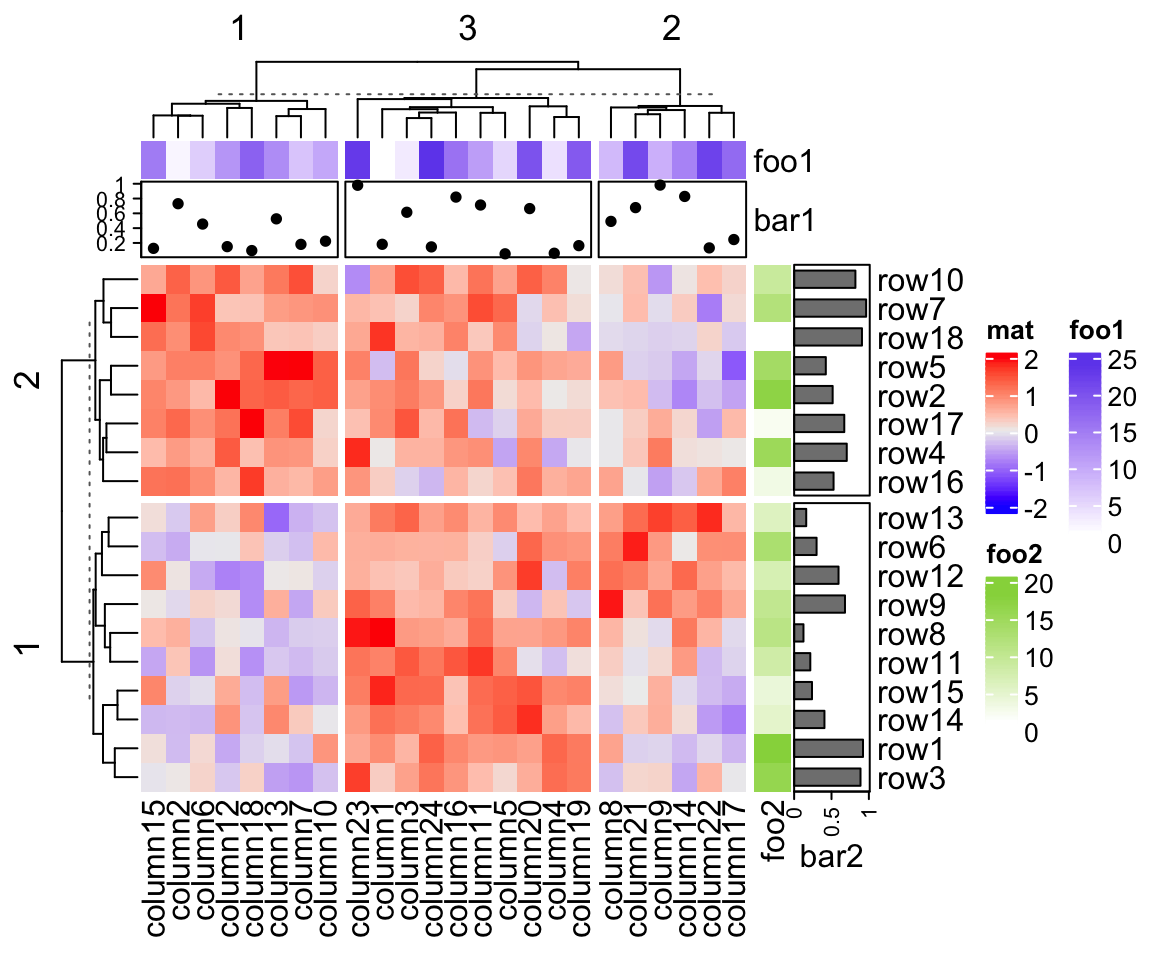 1 3 2
foo1
1
0.8
0.6
0.4
0.2
bar1
2
1
row10
row7
row18
row5
row2
row17
row4
row16
row13
row6
row12
row9
row8
row11
row15
row14
row1
row3
column15
column2
column6
column12
column18
column13
column7
column10
column23
column1
column3
column24
column16
column11
column5
column20
column4
column19
column8
column21
column9
column14
column22
column17
foo2
0
0.5
1
bar2
mat
2
1
0
-1
-2
foo1
25
20
15
10
5
0
foo2
20
15
10
5
0